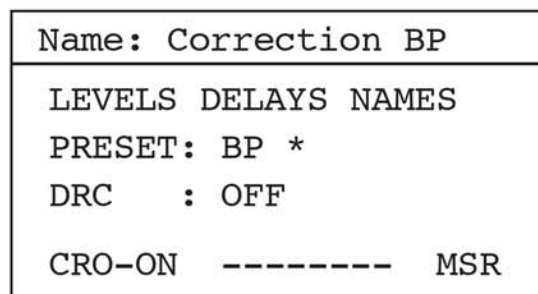 Name: Correction BP
LEVELS DELAYS NAMES
PRESET: BP *
DRC : OFF
CRO-ON -------- MSR